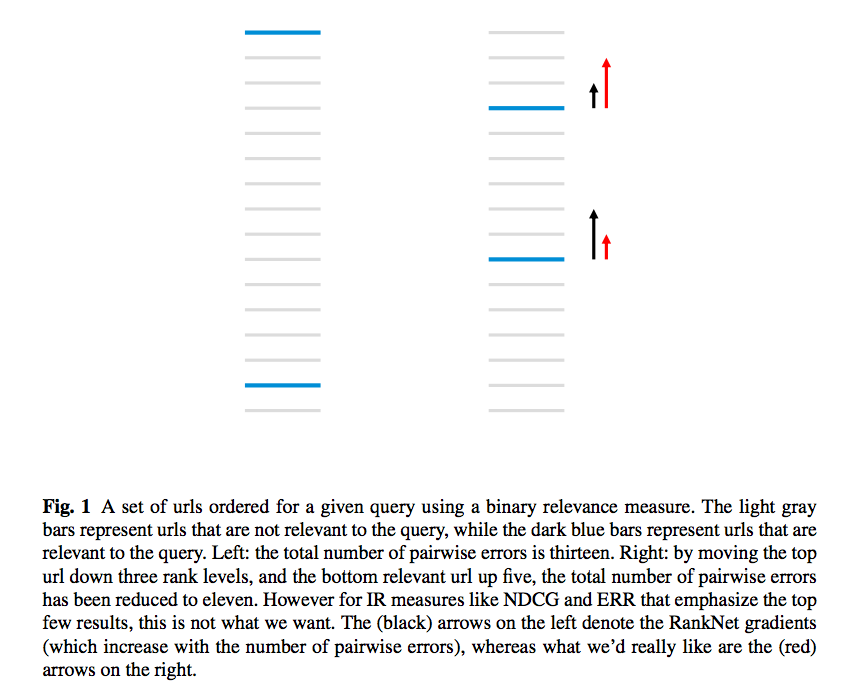 Fig. 1 A set of urls ordered for a given query using a binary relevance measure. The light gray
bars represent urls that are not relevant to the query, while the dark blue bars represent urls that are
relevant to the query. Left: the total number of pairwise errors is thirteen. Right: by moving the top
url down three rank levels, and the bottom relevant url up five, the total number of pairwise errors
has been reduced to eleven. However for IR measures like NDCG and ERR that emphasize the top
few results, this is not what we want. The (black) arrows on the left denote the RankNet gradients
(which increase with the number of pairwise errors), whereas what we'd really like are the (red)
arrows on the right.